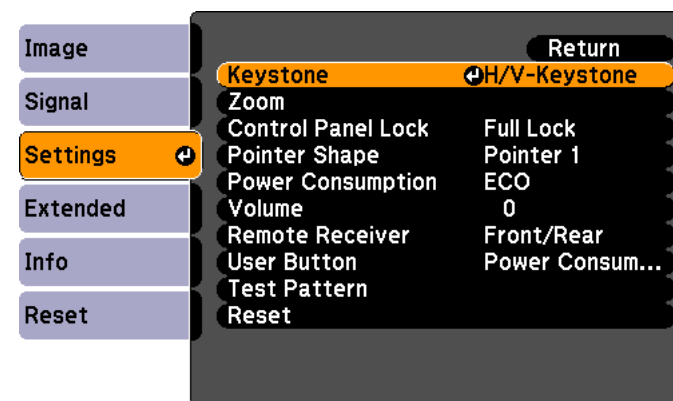 Image
Signal
Settings
Extended
Info
Reset
Return
Keystone H/V-Keystone
Zoom
Control Panel Lock Full Lock
Pointer Shape Pointer 1
Power Consumption ECO
Volume 0
Remote Receiver Front/Rear
User Button Power Consum...
Test Pattern
Reset